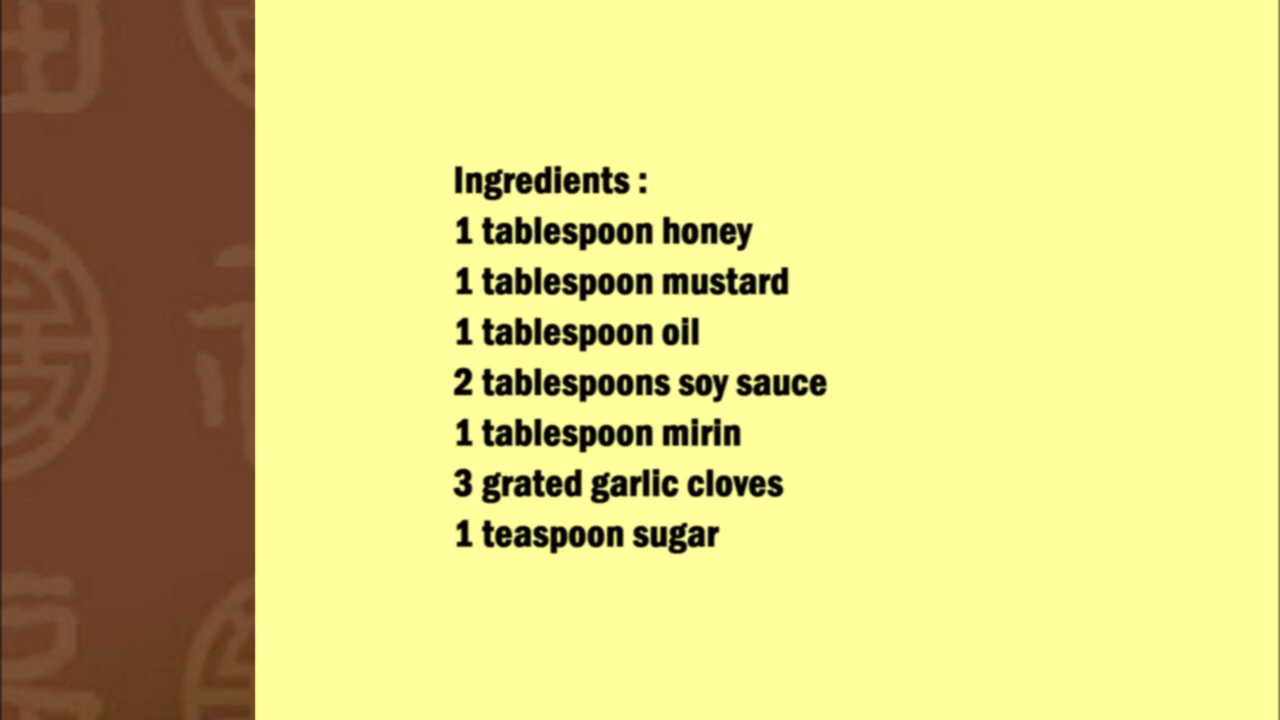 Ingredients :
1 tablespoon honey
1 tablespoon mustard
1 tablespoon oil
2 tablespoons soy sauce
1 tablespoon mirin
3 grated garlic cloves
1 teaspoon sugar